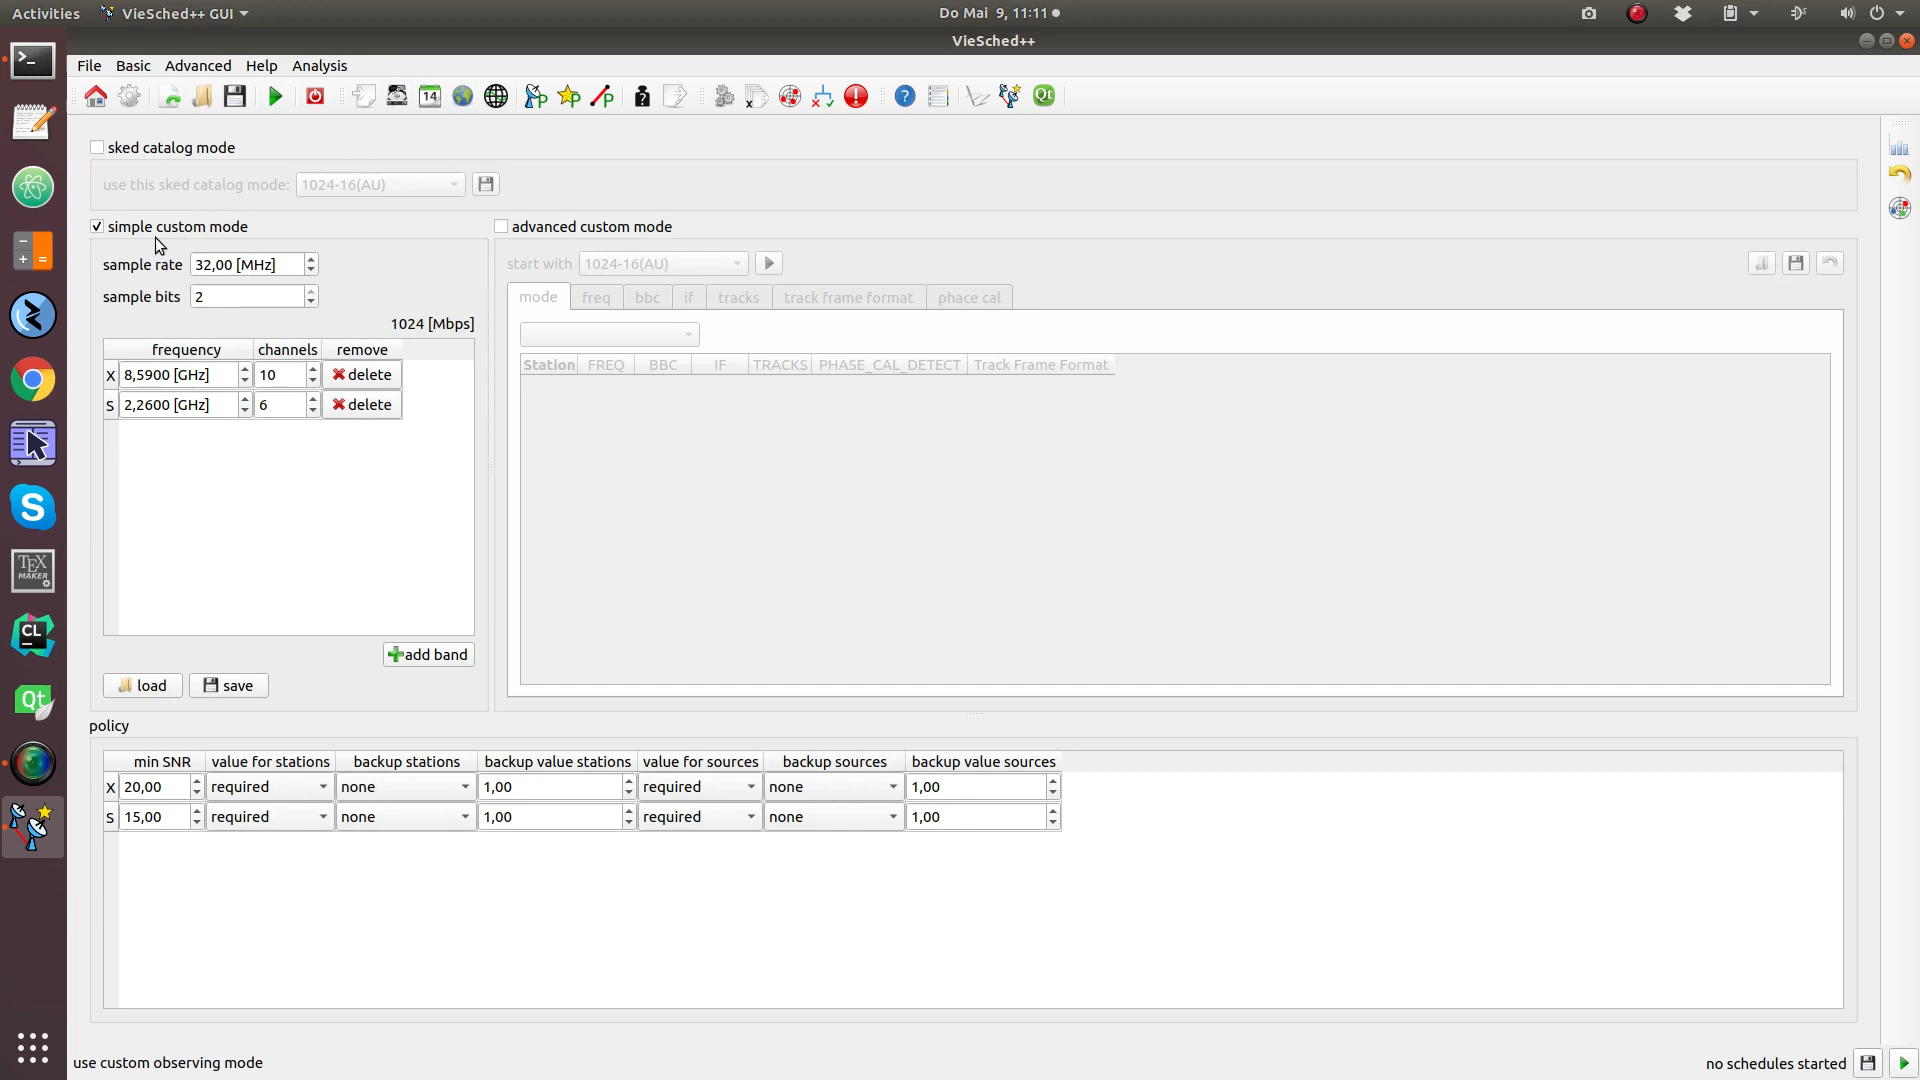 Activities VieSched++ GUI Do Mai 9, 11:11
VieSched++
File Basic Advanced Help Analysis
14 P P P x ! ? Qt
sked catalog mode
use this sked catalog mode: 1024-16(AU)
simple custom mode advanced custom mode
sample rate 32,00 [MHz] start with 1024-16(AU)
sample bits 2 mode freq bbc if tracks track frame format phace cal
1024 [Mbps]
frequency channels remove
Station FREQ BBC IF TRACKS PHASE_CAL_DETECT Track Frame Format
X 8,5900 [GHz] 10 delete
S 2,2600 [GHz] 6 delete
S
TEX
MAKER
CL
add band
load save
Qt
policy
min SNR value for stations backup stations backup value stations value for sources backup sources backup value sources
X 20,00 required none 1,00 required none 1,00
S 15,00 required none 1,00 required none 1,00
use custom observing mode no schedules started